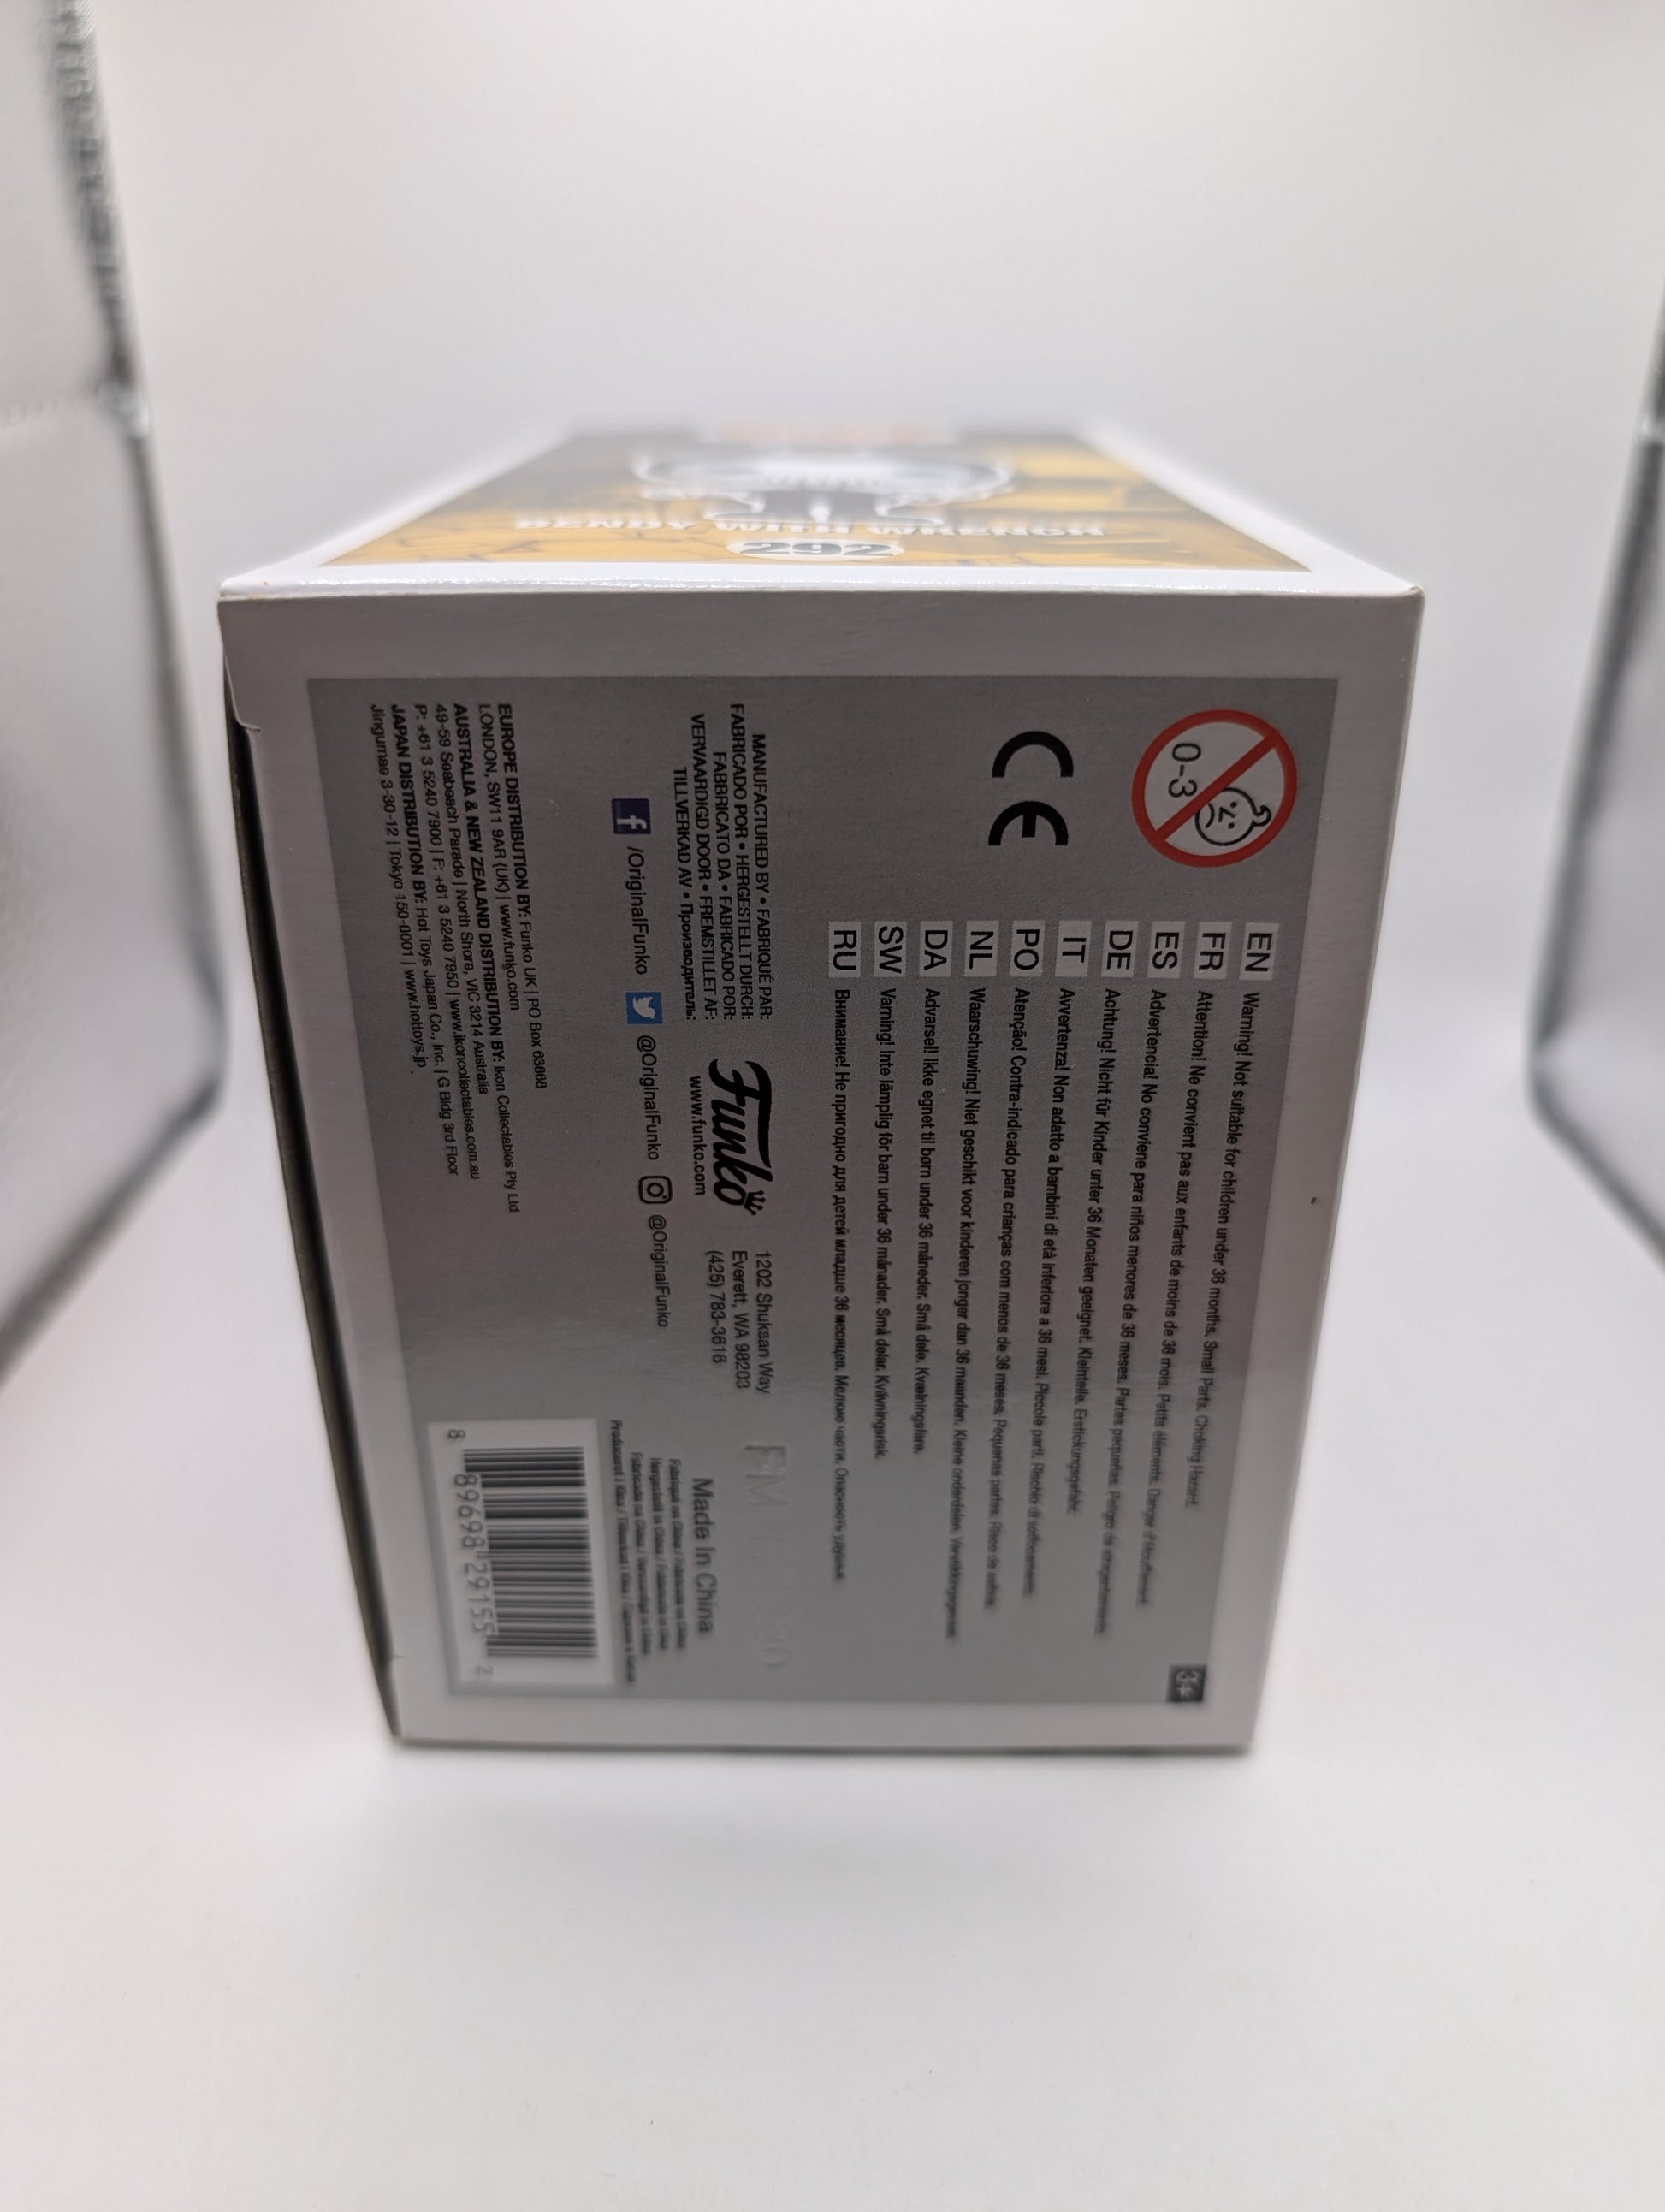 BENDY WITH WRENCH
292
0-3
CE
EN Warning! Not suitable for children under 36 months. Small Parts. Choking Hazard.
FR Attention! Ne convient pas aux enfants de moins de 36 mois. Petits éléments. Danger d'étouffement.
ES Advertencia! No conviene para niños menores de 36 meses. Partes pequeñas. Peligro de
DE Achtung! Nicht für Kinder unter 36 Monaten geeignet. Kleinteile. Erstickungsgefahr.
IT Avvertenza! Non adatto a bambini di età inferiore a 36 mesi. Piccole parti. Rischio di soffocamento.
PO Atenção! Contra-indicado para crianças com menos de 36 meses. Pequenas partes. Risco de asfixia.
NL Waarschuwing! Niet geschikt voor kinderen jonger dan 36 maanden. Kleine onderdelen. Verstikkingsgevaar.
DA Advarsel! Ikke egnet til børn under 36 måneder. Små dele. Kvælningsfare.
SW Varning! Inte lämplig för barn under 36 månader. Små delar. Kvävningsrisk.
RU Внимание! Не пригодно для детей младше 36 месяцев. Мелкие части. Опасность удушья.
3+
MANUFACTURED BY • FABRIQUÉ PAR:
FABRICADO POR • HERGESTELLT DURCH:
FABBRICATO DA • FABRICADO POR:
VERVAARDIGD DOOR • FREMSTILLET AF:
TILLVERKAD AV • Производитель:
Funko
www.funko.com
1202 Shuksan Way
Everett, WA 98203
(425) 783-3616
/OriginalFunko @OriginalFunko @OriginalFunko
Made In China
EUROPE DISTRIBUTION BY: Funko UK | PO Box 63668
LONDON, SW11 9AR (UK) | www.funko.com
AUSTRALIA & NEW ZEALAND DISTRIBUTION BY: Ikon Collectables Pty Ltd
49-59 Seabeach Parade | North Shore, VIC 3214 Australia
P: +61 3 5240 7900 | F: +61 3 5240 7950 | www.ikoncollectables.com.au
JAPAN DISTRIBUTION BY: Hot Toys Japan Co., Inc. | G Bldg 3rd Floor
Jingumae 3-30-12 | Tokyo 150-0001 | www.hottoys.jp
8 89698 29155 2